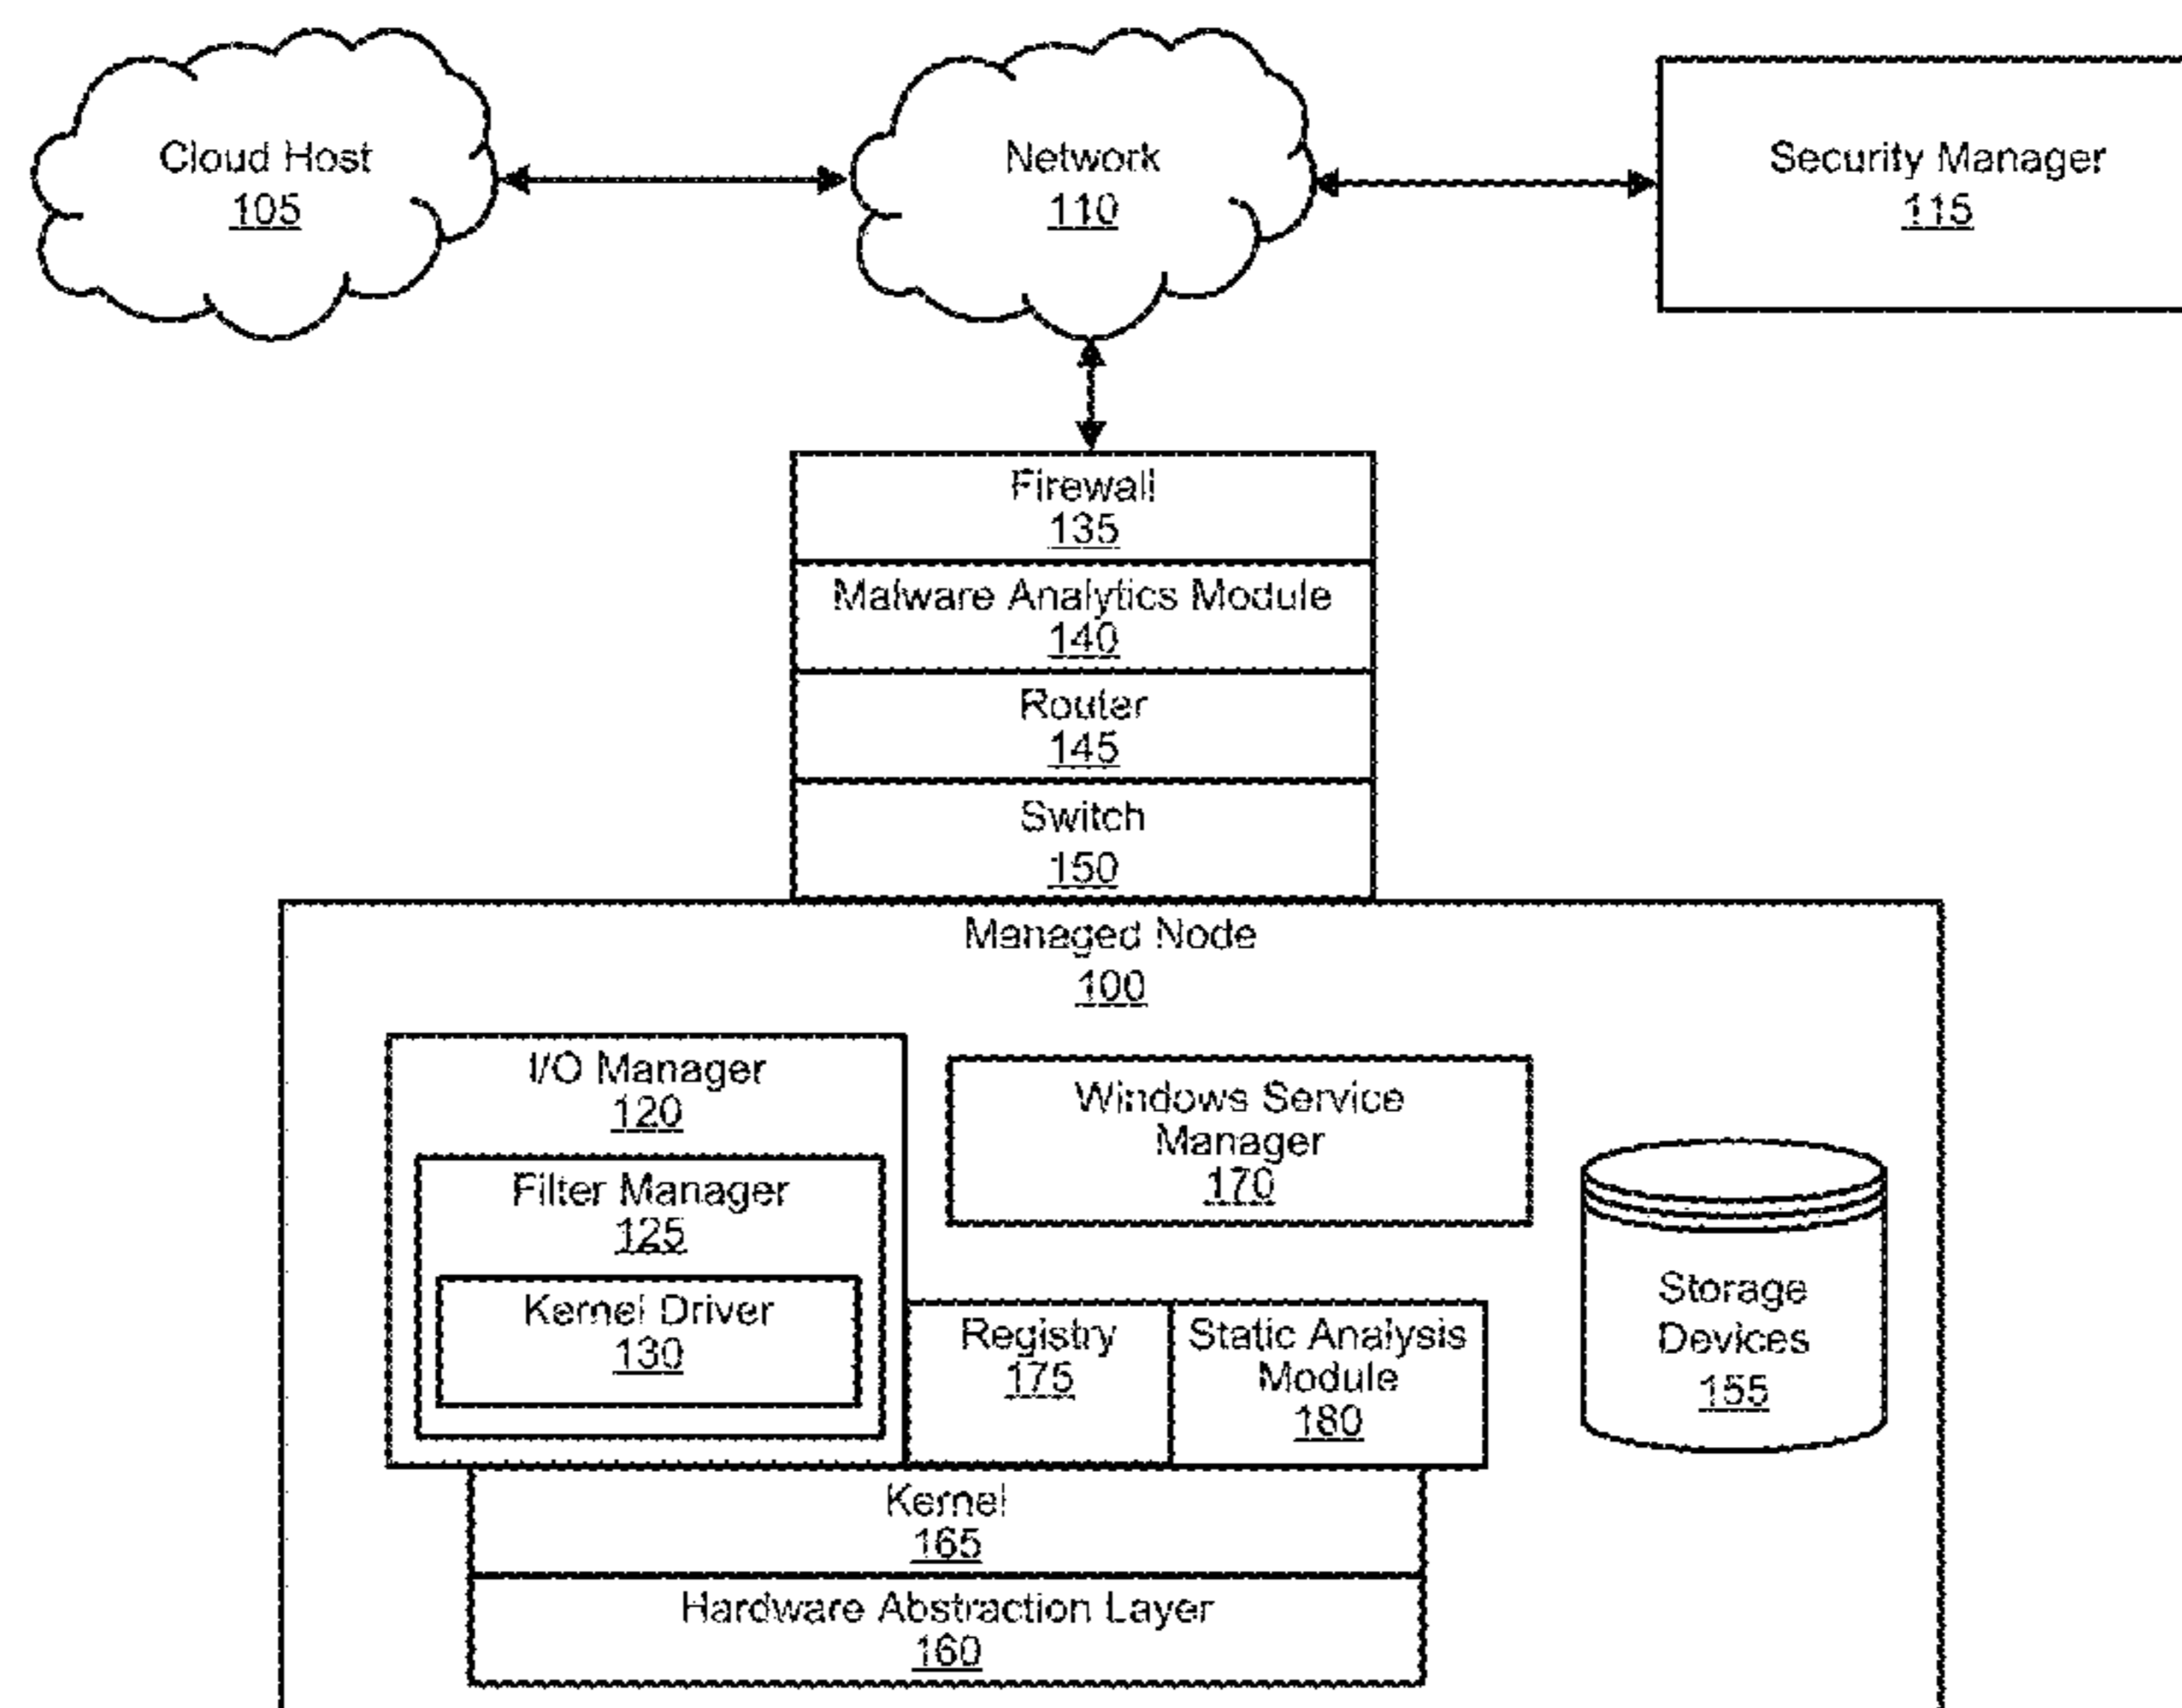 Cloud Host
105
Network
110
Security Manager
115
Firewall
135
Malware Analytics Module
140
Router
145
Switch
150
Managed Node
100
I/O Manager
120
Filter Manager
125
Kernel Driver
130
Windows Service
Manager
170
Registry
175
Static Analysis
Module
180
Storage
Devices
155
Kernel
165
Hardware Abstraction Layer
160